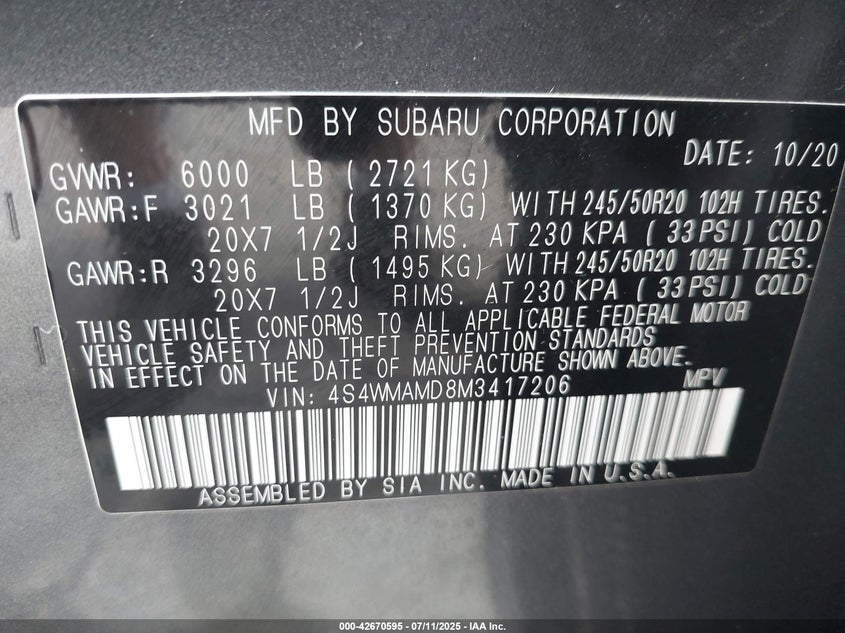 MFD BY SUBARU CORPORATION
DATE: 10/20
GVWR: 6000 LB ( 2721 KG)
GAWR:F 3021 LB ( 1370 KG) WITH 245/50R20 102H TIRES.
20X7 1/2J RIMS. AT 230 KPA ( 33 PSI) COLD
GAWR:R 3296 LB ( 1495 KG) WITH 245/50R20 102H TIRES.
20X7 1/2J RIMS. AT 230 KPA ( 33 PSI) COLD
THIS VEHICLE CONFORMS TO ALL APPLICABLE FEDERAL MOTOR
VEHICLE SAFETY AND THEFT PREVENTION STANDARDS
IN EFFECT ON THE DATE OF MANUFACTURE SHOWN ABOVE.
VIN: 4S4WMAMD8M3417206 MPV
ASSEMBLED BY SIA INC. MADE IN U.S.A.
000-42670595 - 07/11/2025 - IAA Inc.